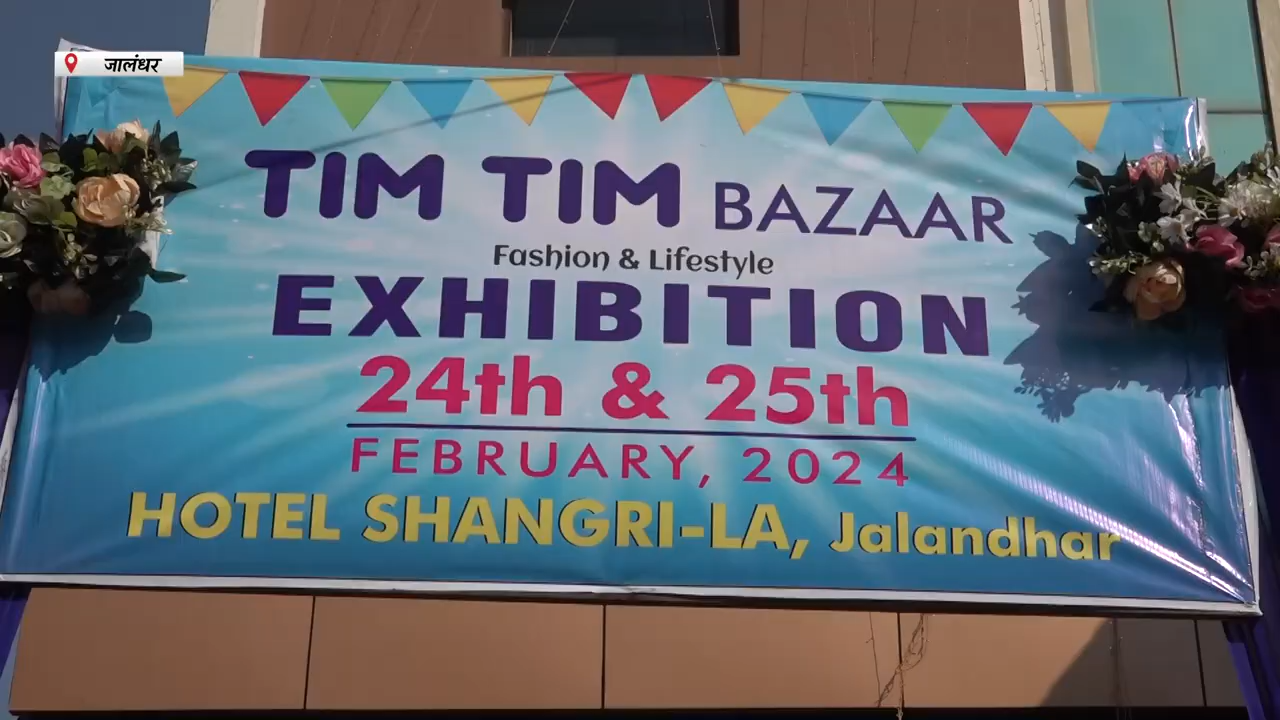 जालंधर
TIM TIM BAZAAR
Fashion & Lifestyle
EXHIBITION
24th & 25th
FEBRUARY, 2024
HOTEL SHANGRI-LA, Jalandhar